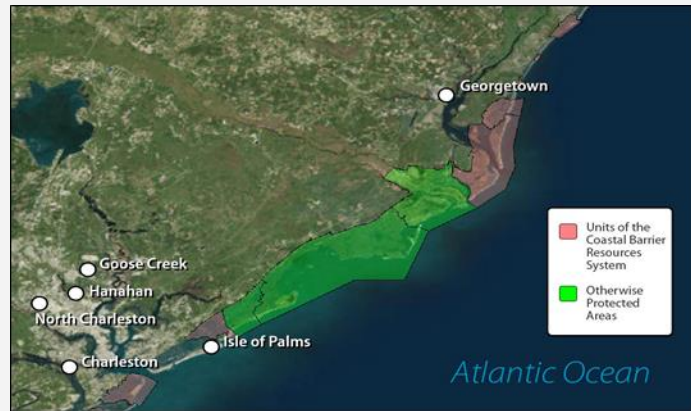 Georgetown
Goose Creek
Hanahan
North Charleston
Isle of Palms
Charleston
Units of the
Coastal Barrier
Resources
System
Otherwise
Protected
Areas
Atlantic Ocean